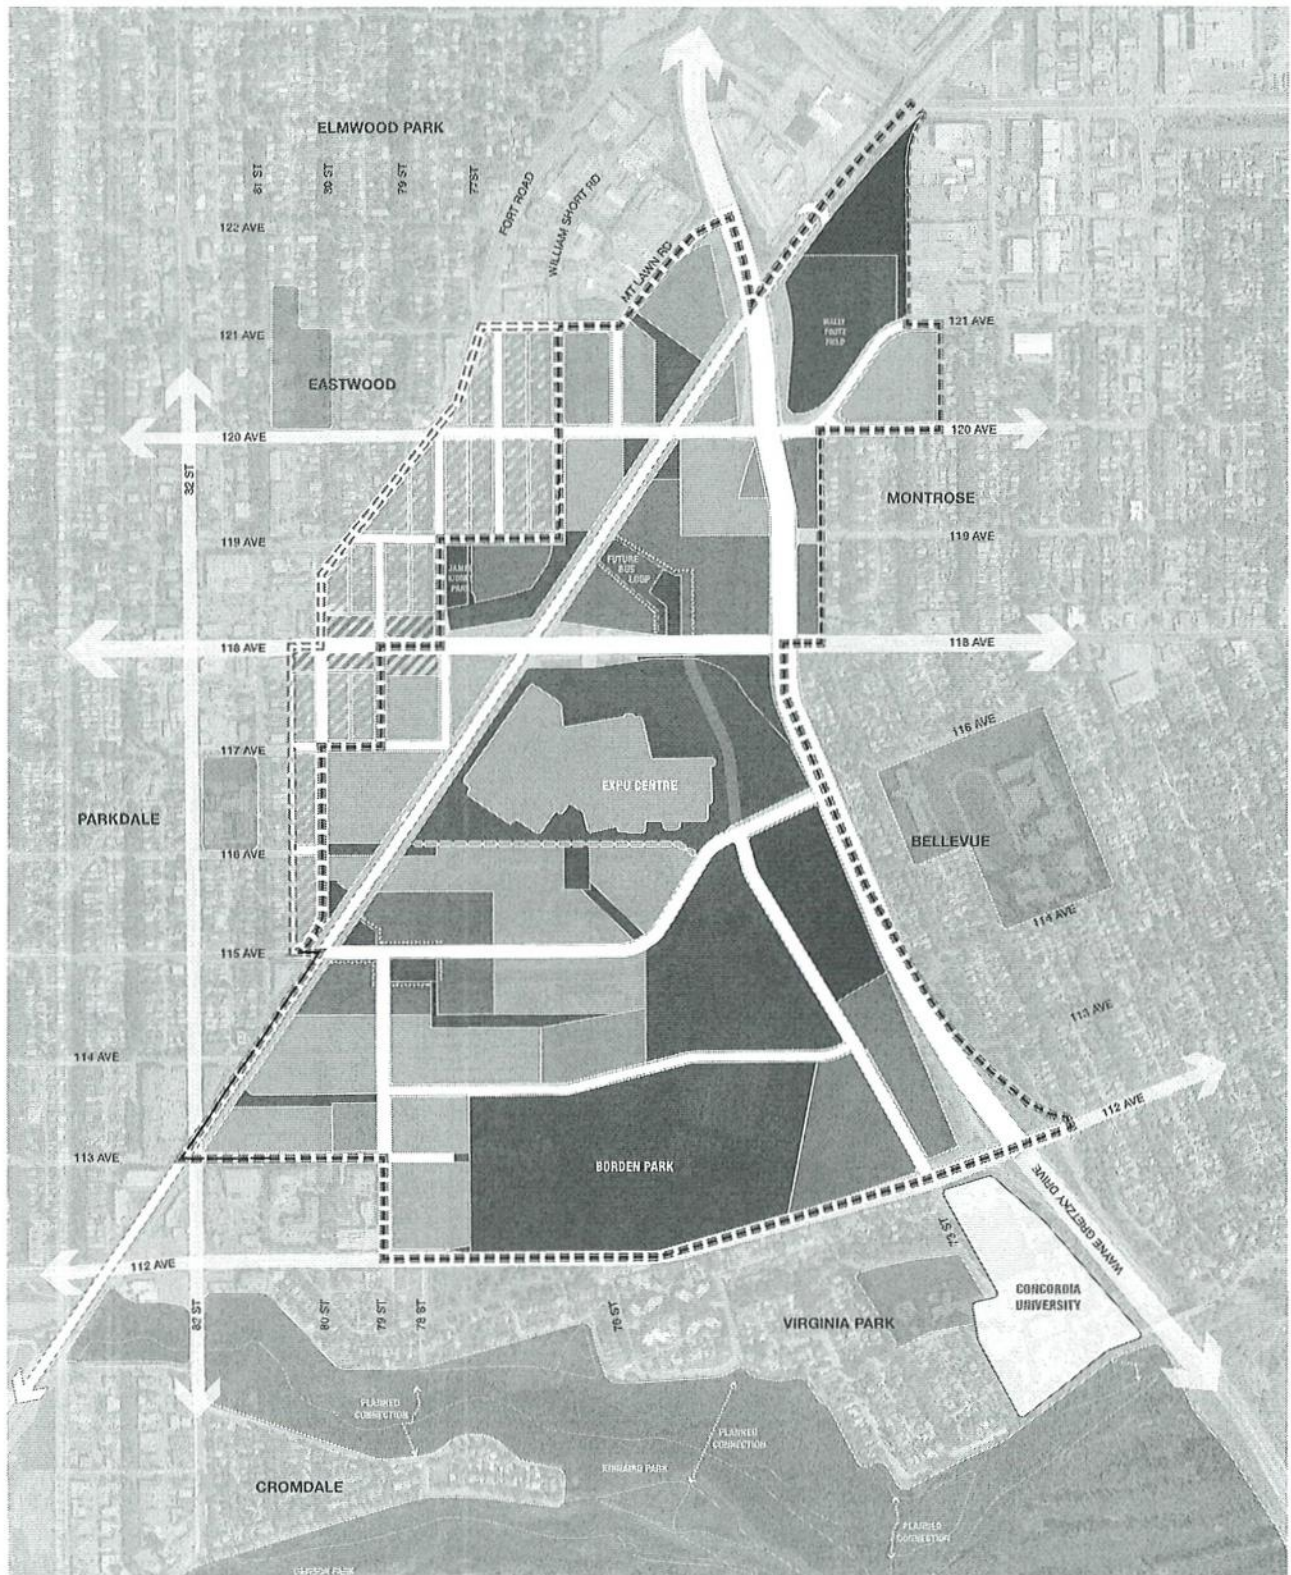 ELMWOOD PARK
81 ST
80 ST
79 ST
77 ST
FORT ROAD
WILLIAM SHORT RD
MT LAWN RD
122 AVE
121 AVE
121 AVE
EASTWOOD
120 AVE
120 AVE
82 ST
MONTROSE
119 AVE
119 AVE
FUTURE
BUS
LOOP
118 AVE
118 AVE
117 AVE
116 AVE
EXPO CENTRE
PARKDALE
BELLEVUE
116 AVE
114 AVE
115 AVE
113 AVE
114 AVE
112 AVE
113 AVE
BORDEN PARK
WAYNE GRETZKY DRIVE
73 ST
112 AVE
CONCORDIA
UNIVERSITY
82 ST
80 ST
79 ST
78 ST
VIRGINIA PARK
PLANNED
CONNECTION
PLANNED
CONNECTION
KINNAIRD PARK
CROMDALE
PLANNED
CONNECTION